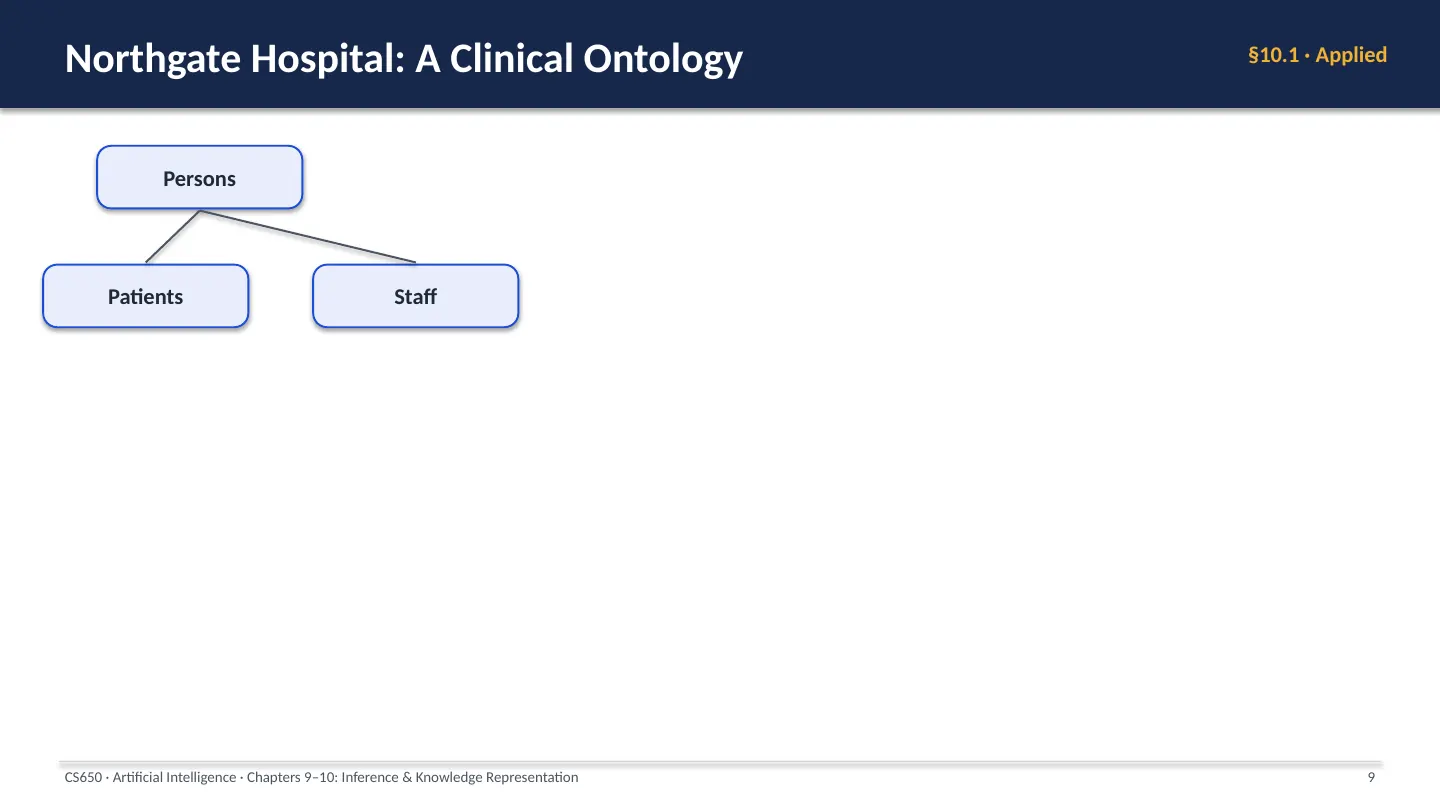 Northgate Hospital: A Clinical Ontology
§10.1 · Applied
Persons
Patients
Staff
CS650 · Artificial Intelligence · Chapters 9–10: Inference & Knowledge Representation
9